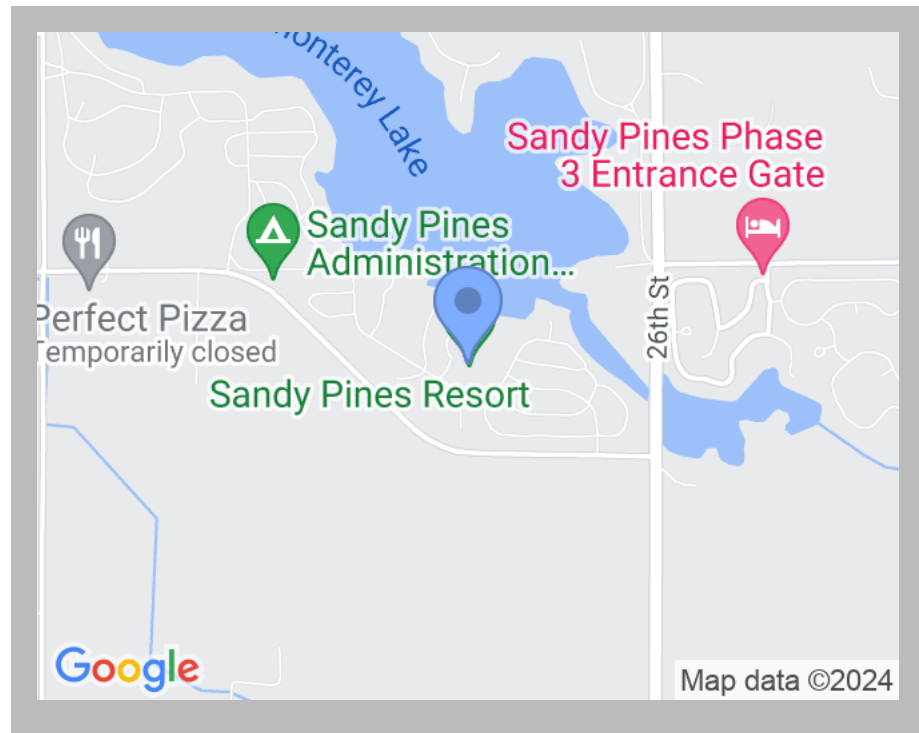 Monterey Lake
Sandy Pines Phase
3 Entrance Gate
Sandy Pines
Administration...
26th St
Perfect Pizza
Temporarily closed
Sandy Pines Resort
Google
Map data ©2024